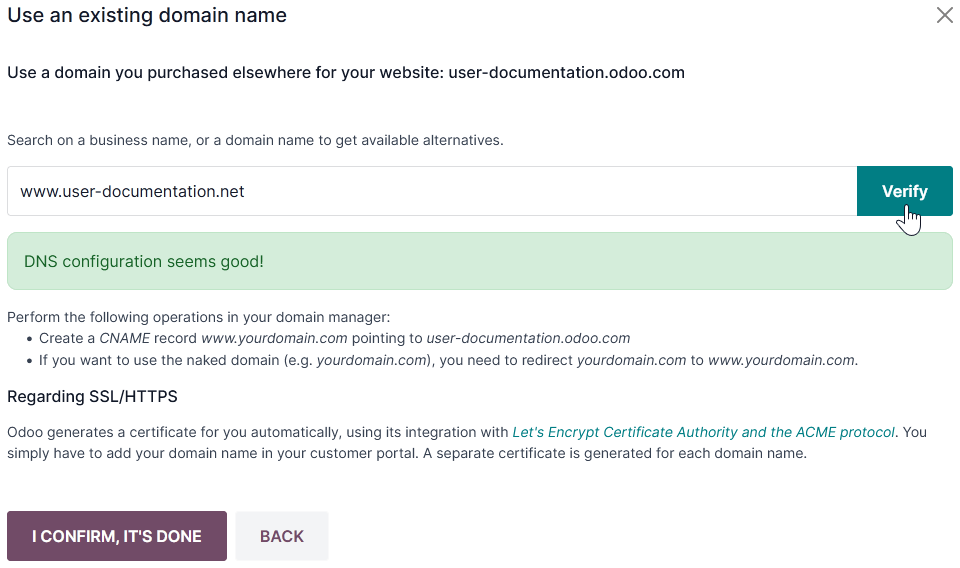 Use an existing domain name
Use a domain you purchased elsewhere for your website: user-documentation.odoo.com
Search on a business name, or a domain name to get available alternatives.
www.user-documentation.net
Verify
DNS configuration seems good!
Perform the following operations in your domain manager:
• Create a CNAME record www.yourdomain.com pointing to user-documentation.odoo.com
• If you want to use the naked domain (e.g. yourdomain.com), you need to redirect yourdomain.com to www.yourdomain.com.
Regarding SSL/HTTPS
Odoo generates a certificate for you automatically, using its integration with Let's Encrypt Certificate Authority and the ACME protocol. You
simply have to add your domain name in your customer portal. A separate certificate is generated for each domain name.
I CONFIRM, IT'S DONE
BACK